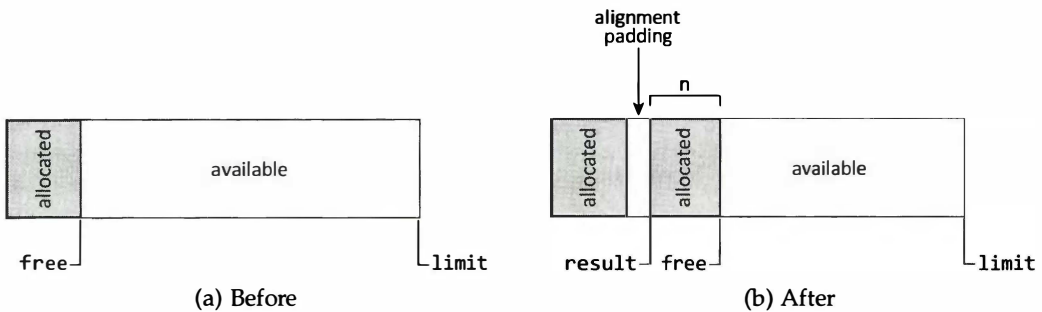 alignment
padding
n
allocated
available
allocated
allocated
available
free
limit
result
free
limit
(a) Before
(b) After